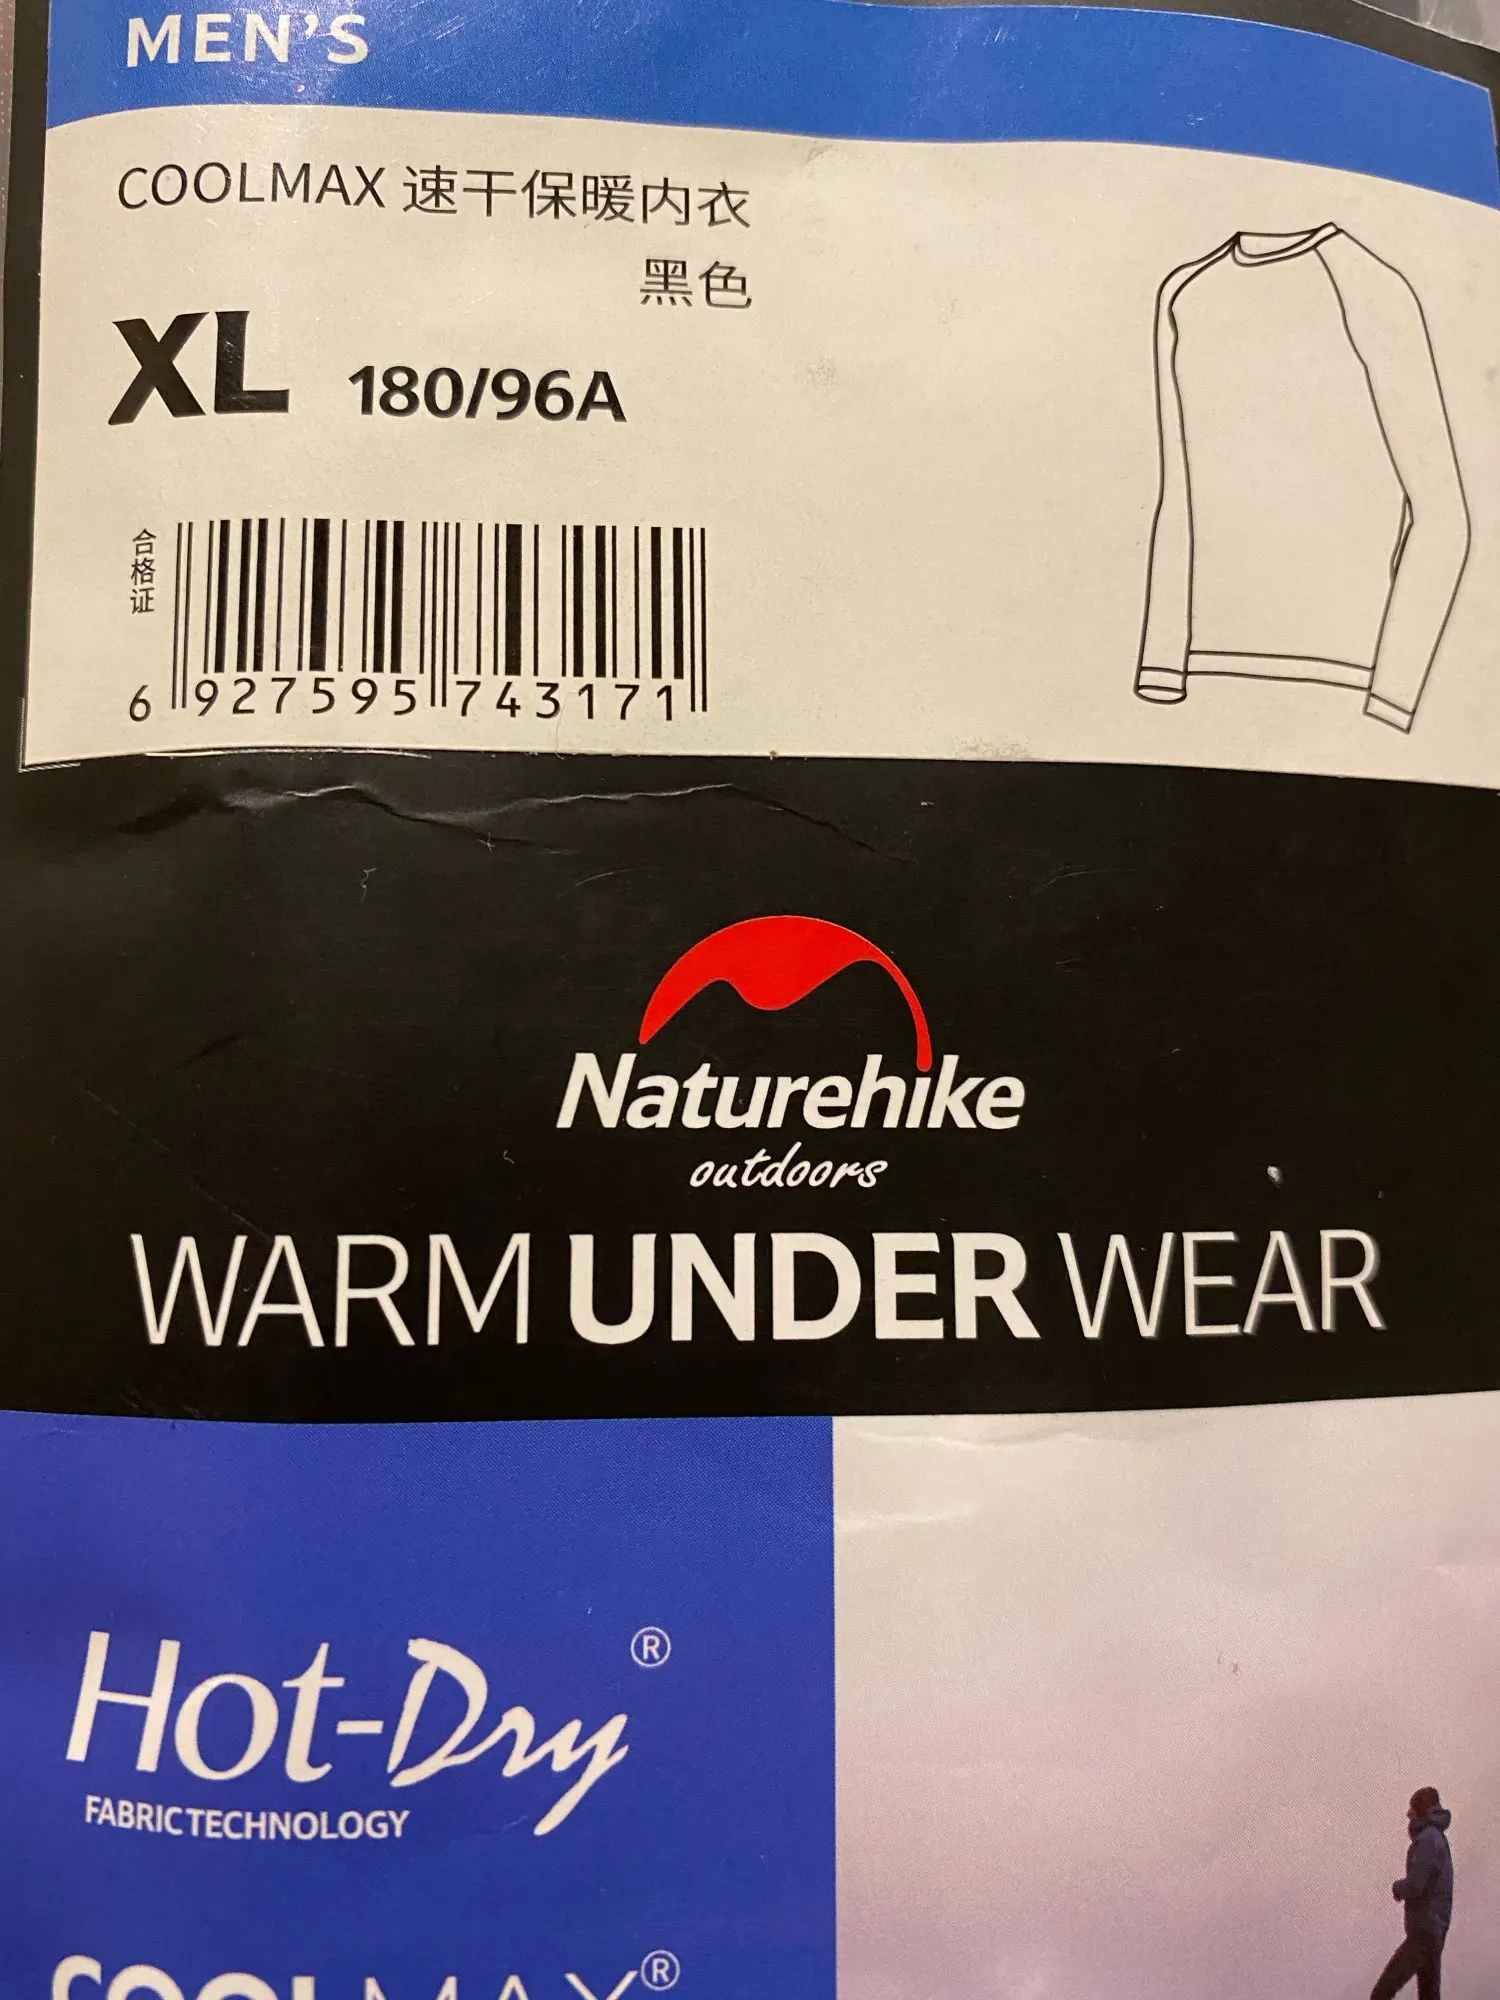 MEN'S
COOLMAX 速干保暖内衣
黑色
XL 180/96A
合格证
6 927595 743171
Naturehike
outdoors
WARM UNDER WEAR
Hot-Dry®
FABRIC TECHNOLOGY
COOLMAX®